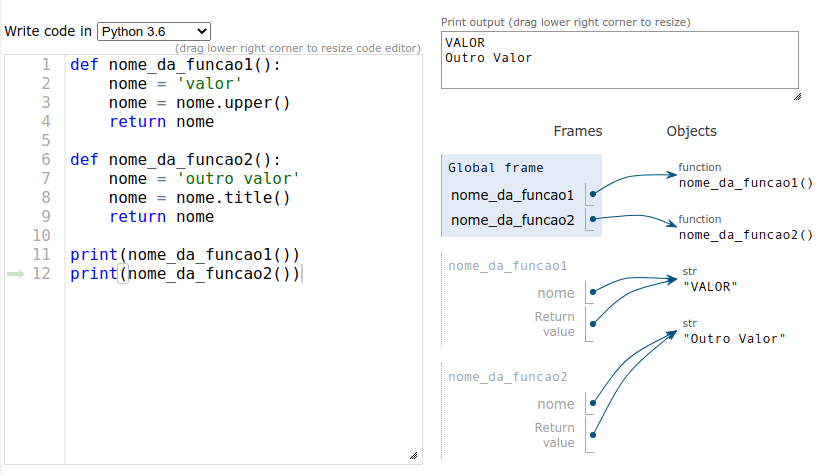 Write code in Python 3.6
(drag lower right corner to resize code editor)
1 def nome_da_funcao1():
2     nome = 'valor'
3     nome = nome.upper()
4     return nome
5
6 def nome_da_funcao2():
7     nome = 'outro valor'
8     nome = nome.title()
9     return nome
10
11 print(nome_da_funcao1())
12 print(nome_da_funcao2())
Print output (drag lower right corner to resize)
VALOR
Outro Valor
Frames Objects
Global frame
nome_da_funcao1
nome_da_funcao2
function
nome_da_funcao1()
function
nome_da_funcao2()
nome_da_funcao1
nome
Return
value
str
"VALOR"
str
"Outro Valor"
nome_da_funcao2
nome
Return
value